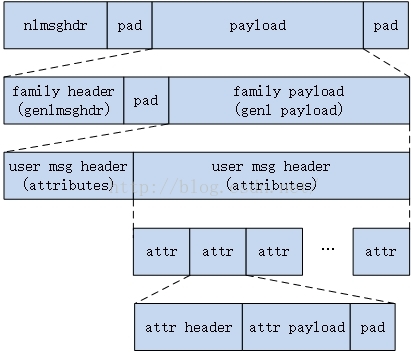 nlmsghdr pad payload pad
family header
(genlmsghdr) pad family payload
(genl payload)
user msg header
(attributes) user msg header
(attributes)
http://blog.
attr attr attr ... attr
attr header attr payload pad